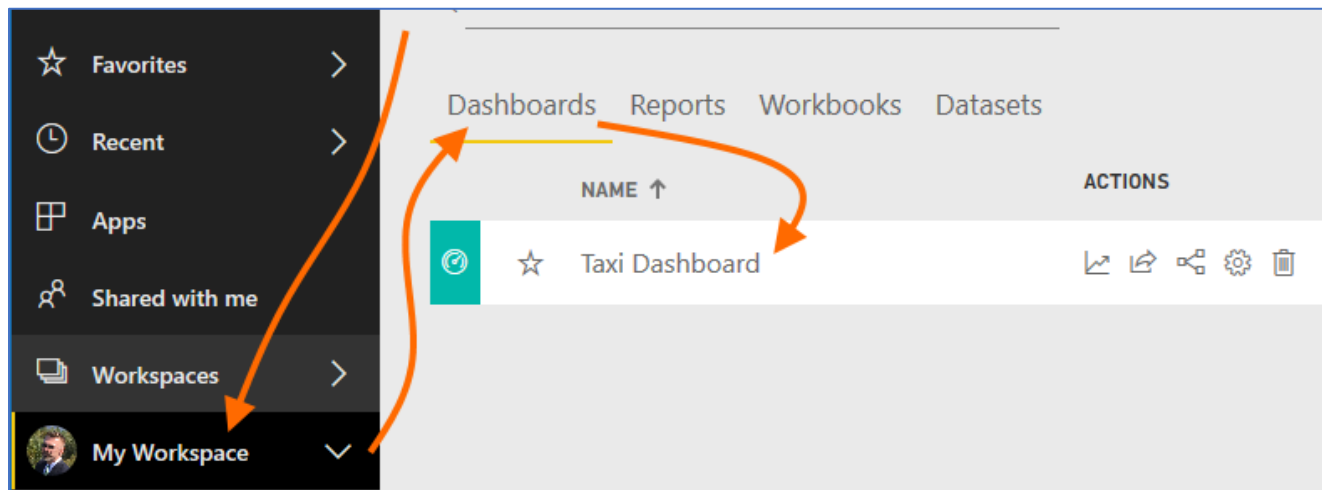 Favorites
Recent
Apps
Shared with me
Workspaces
My Workspace
Dashboards Reports Workbooks Datasets
NAME ↑ ACTIONS
Taxi Dashboard